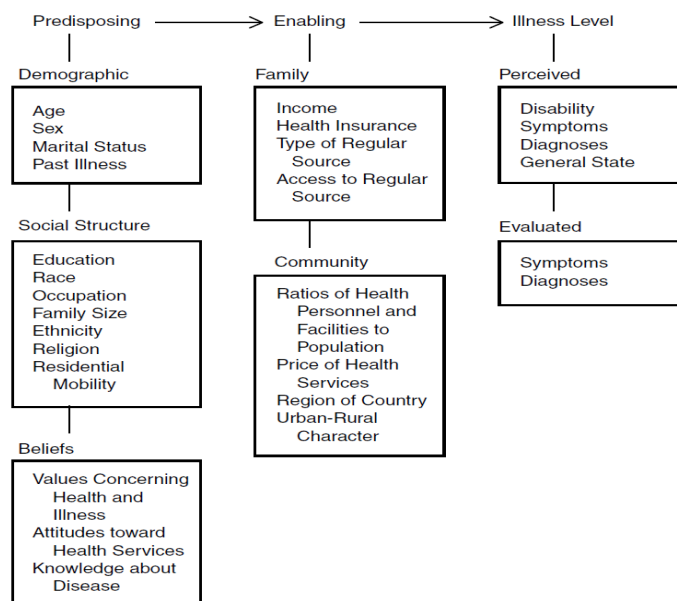 Predisposing
Enabling
Illness Level
Demographic
Age
Sex
Marital Status
Past Illness
Social Structure
Education
Race
Occupation
Family Size
Ethnicity
Religion
Residential
Mobility
Beliefs
Values Concerning
Health and
Illness
Attitudes toward
Health Services
Knowledge about
Disease
Family
Income
Health Insurance
Type of Regular
Source
Access to Regular
Source
Community
Ratios of Health
Personnel and
Facilities to
Population
Price of Health
Services
Region of Country
Urban-Rural
Character
Perceived
Disability
Symptoms
Diagnoses
General State
Evaluated
Symptoms
Diagnoses